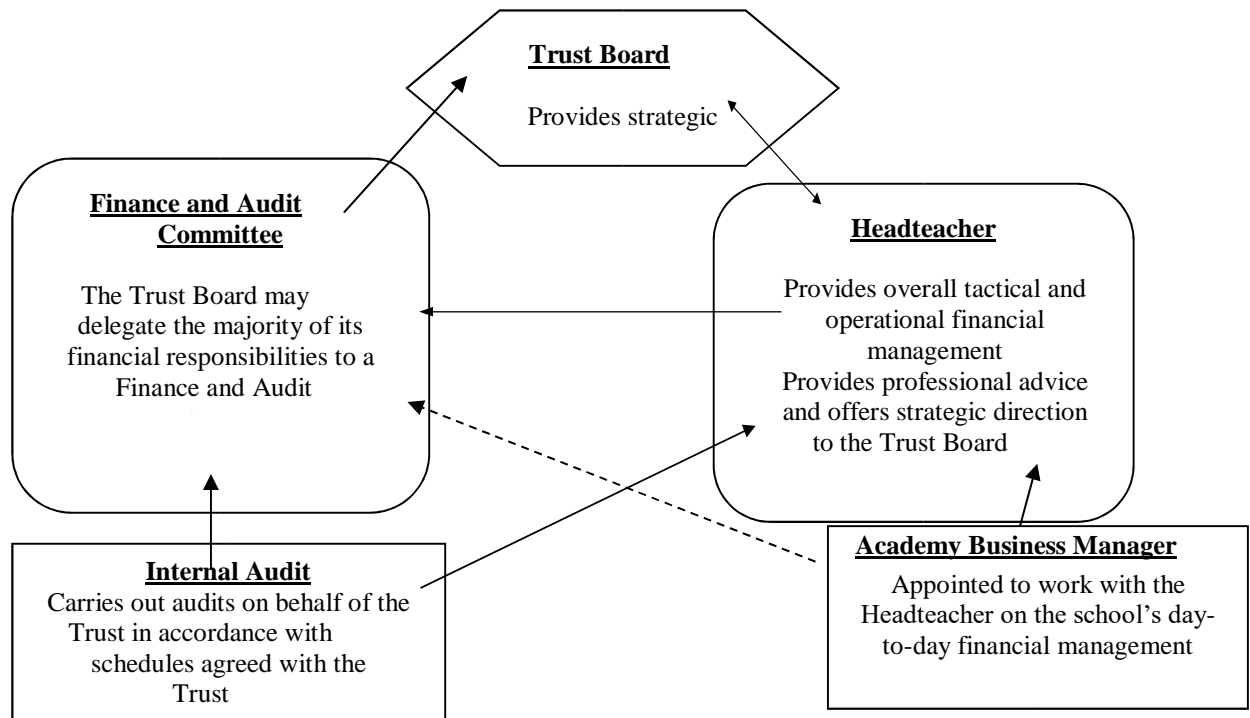 Trust Board
Provides strategic
Finance and Audit
Committee
The Trust Board may
delegate the majority of its
financial responsibilities to a
Finance and Audit
Headteacher
Provides overall tactical and
operational financial
management
Provides professional advice
and offers strategic direction
to the Trust Board
Internal Audit
Carries out audits on behalf of the
Trust in accordance with
schedules agreed with the
Trust
Academy Business Manager
Appointed to work with the
Headteacher on the school’s day-
to-day financial management